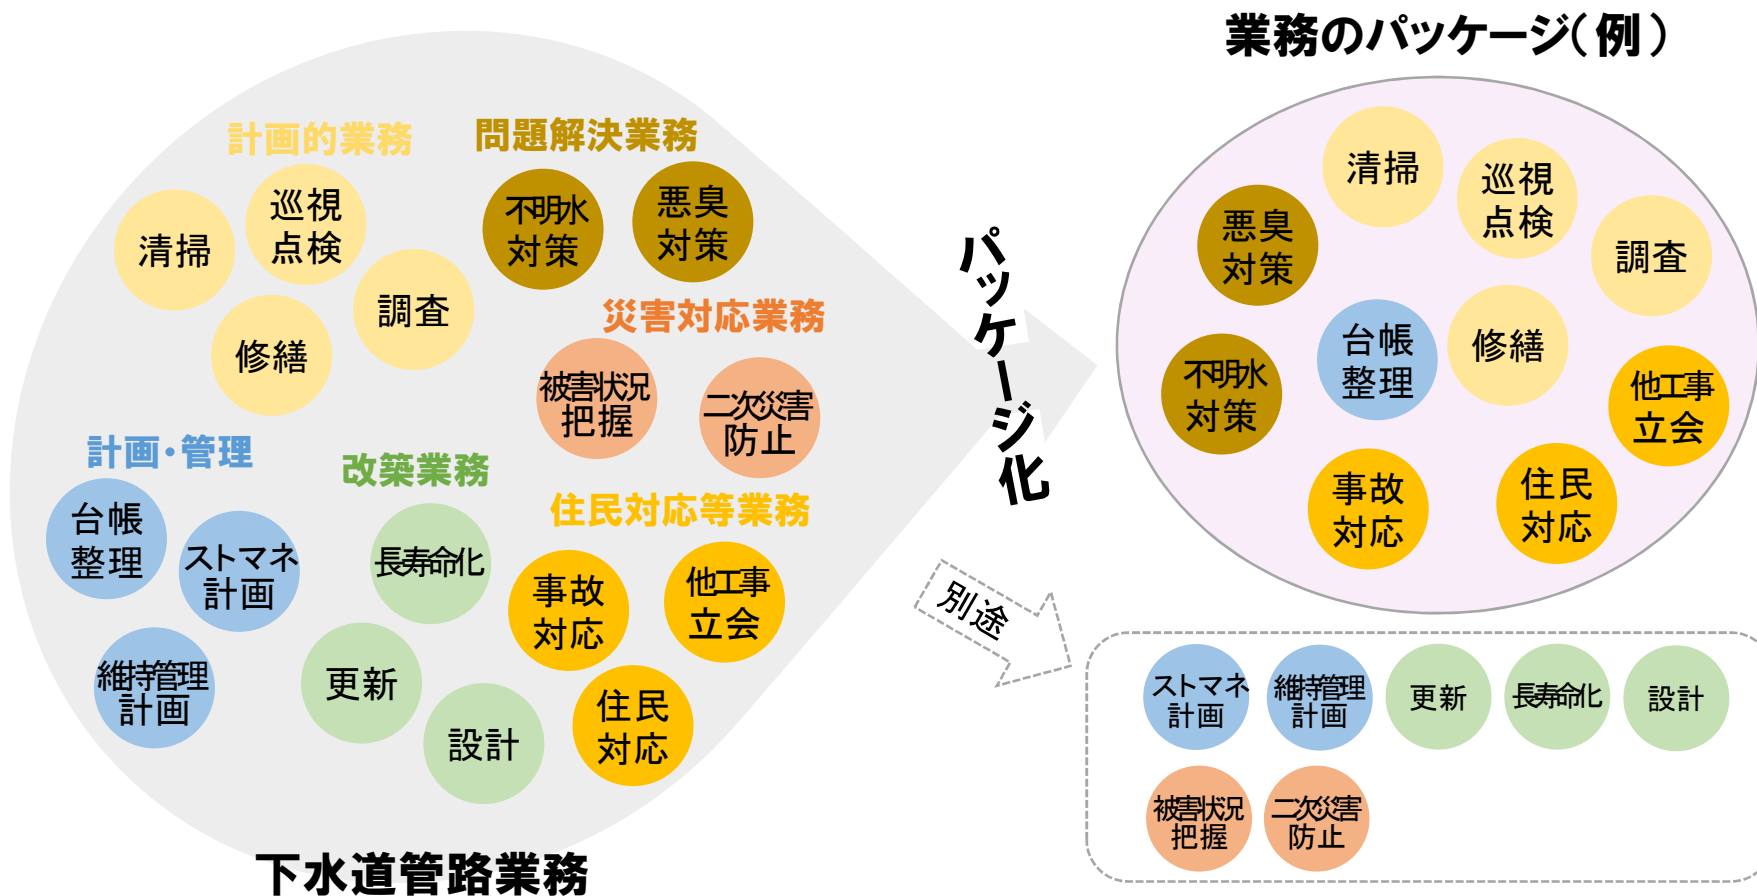 業務のパッケージ(例)
計画的業務
清掃
巡視
点検
修繕
調査
問題解決業務
不明水
対策
悪臭
対策
災害対応業務
被害状況
把握
二次災害
防止
計画・管理
台帳
整理
ストマネ
計画
維持管理
計画
改築業務
長寿命化
更新
設計
住民対応等業務
事故
対応
他工事
立会
住民
対応
下水道管路業務
パッケージ化
別途
清掃
巡視
点検
調査
悪臭
対策
台帳
整理
修繕
不明水
対策
他工事
立会
事故
対応
住民
対応
ストマネ
計画
維持管理
計画
更新
長寿命化
設計
被害状況
把握
二次災害
防止